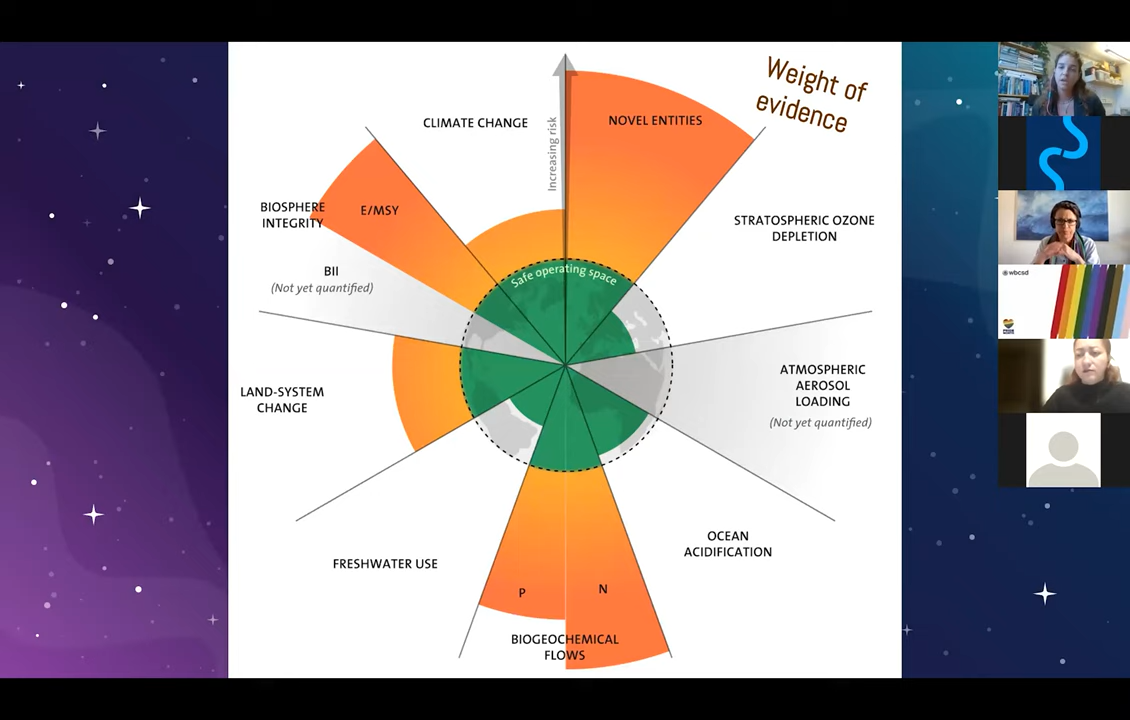 Weight of
evidence
CLIMATE CHANGE
Increasing risk
NOVEL ENTITIES
BIOSPHERE
INTEGRITY
E/MSY
STRATOSPHERIC OZONE
DEPLETION
BII
(Not yet quantified)
Safe operating space
LAND-SYSTEM
CHANGE
ATMOSPHERIC
AEROSOL
LOADING
(Not yet quantified)
FRESHWATER USE
OCEAN
ACIDIFICATION
P
N
BIOGEOCHEMICAL
FLOWS
wbcsd